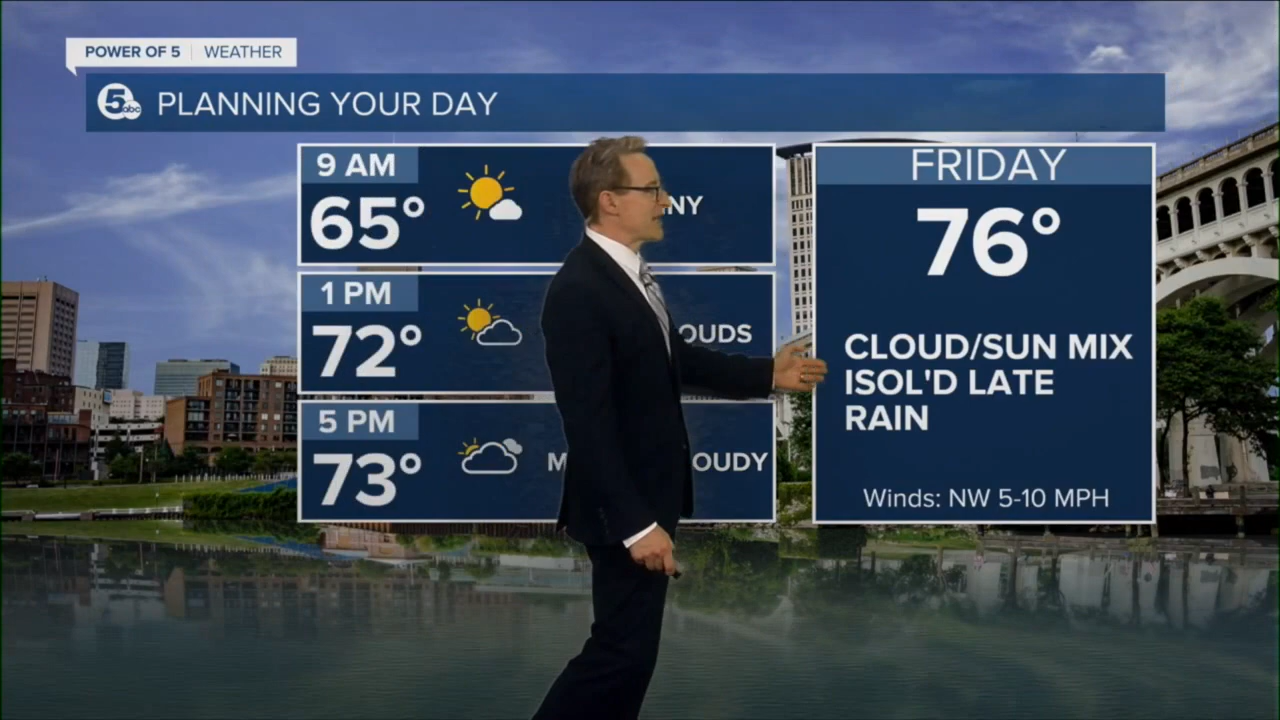 POWER OF 5 | WEATHER
5 abc PLANNING YOUR DAY
9 AM
65°
NY
1 PM
72°
OUDS
5 PM
73°
M OUDY
FRIDAY
76°
CLOUD/SUN MIX
ISOL'D LATE
RAIN
Winds: NW 5-10 MPH